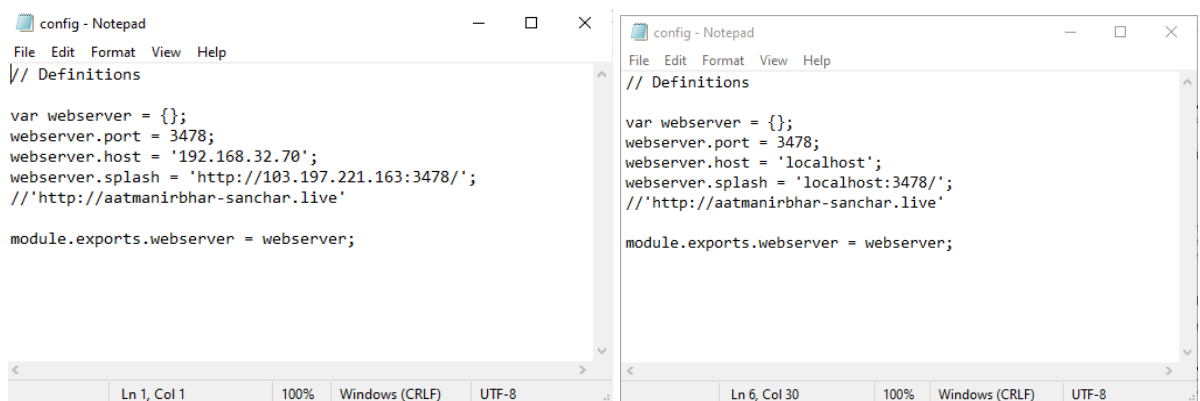 config - Notepad
File Edit Format View Help
// Definitions
var webserver = {};
webserver.port = 3478;
webserver.host = '192.168.32.70';
webserver.splash = 'http://103.197.221.163:3478/';
//'http://aatmanirbhar-sanchar.live'
module.exports.webserver = webserver;
Ln 1, Col 1 100% Windows (CRLF) UTF-8
config - Notepad
File Edit Format View Help
// Definitions
var webserver = {};
webserver.port = 3478;
webserver.host = 'localhost';
webserver.splash = 'localhost:3478/';
//'http://aatmanirbhar-sanchar.live'
module.exports.webserver = webserver;
Ln 6, Col 30 100% Windows (CRLF) UTF-8